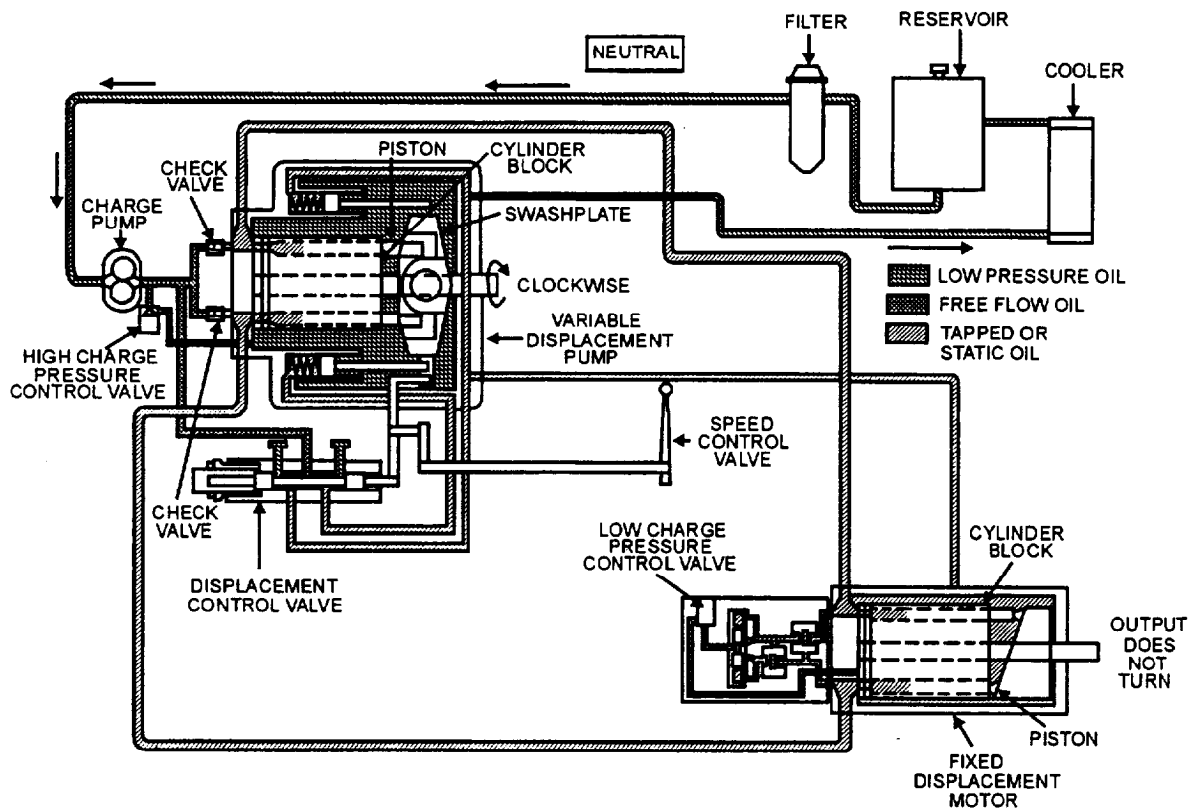 NEUTRAL
FILTER
RESERVOIR
COOLER
PISTON
CYLINDER
BLOCK
CHECK
VALVE
CHARGE
PUMP
SWASHPLATE
CLOCKWISE
LOW PRESSURE OIL
FREE FLOW OIL
TAPPED OR
STATIC OIL
VARIABLE
DISPLACEMENT
PUMP
HIGH CHARGE
PRESSURE
CONTROL VALVE
SPEED
CONTROL
VALVE
CHECK
VALVE
DISPLACEMENT
CONTROL VALVE
LOW CHARGE
PRESSURE
CONTROL VALVE
CYLINDER
BLOCK
OUTPUT
DOES
NOT
TURN
PISTON
FIXED
DISPLACEMENT
MOTOR